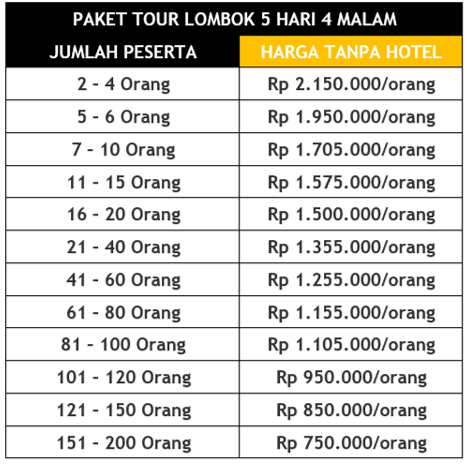 PAKET TOUR LOMBOK 5 HARI 4 MALAM
JUMLAH PESERTA HARGA TANPA HOTEL
2 – 4 Orang Rp 2.150.000/orang
5 – 6 Orang Rp 1.950.000/orang
7 – 10 Orang Rp 1.705.000/orang
11 – 15 Orang Rp 1.575.000/orang
16 – 20 Orang Rp 1.500.000/orang
21 – 40 Orang Rp 1.355.000/orang
41 – 60 Orang Rp 1.255.000/orang
61 – 80 Orang Rp 1.155.000/orang
81 – 100 Orang Rp 1.105.000/orang
101 – 120 Orang Rp 950.000/orang
121 – 150 Orang Rp 850.000/orang
151 – 200 Orang Rp 750.000/orang